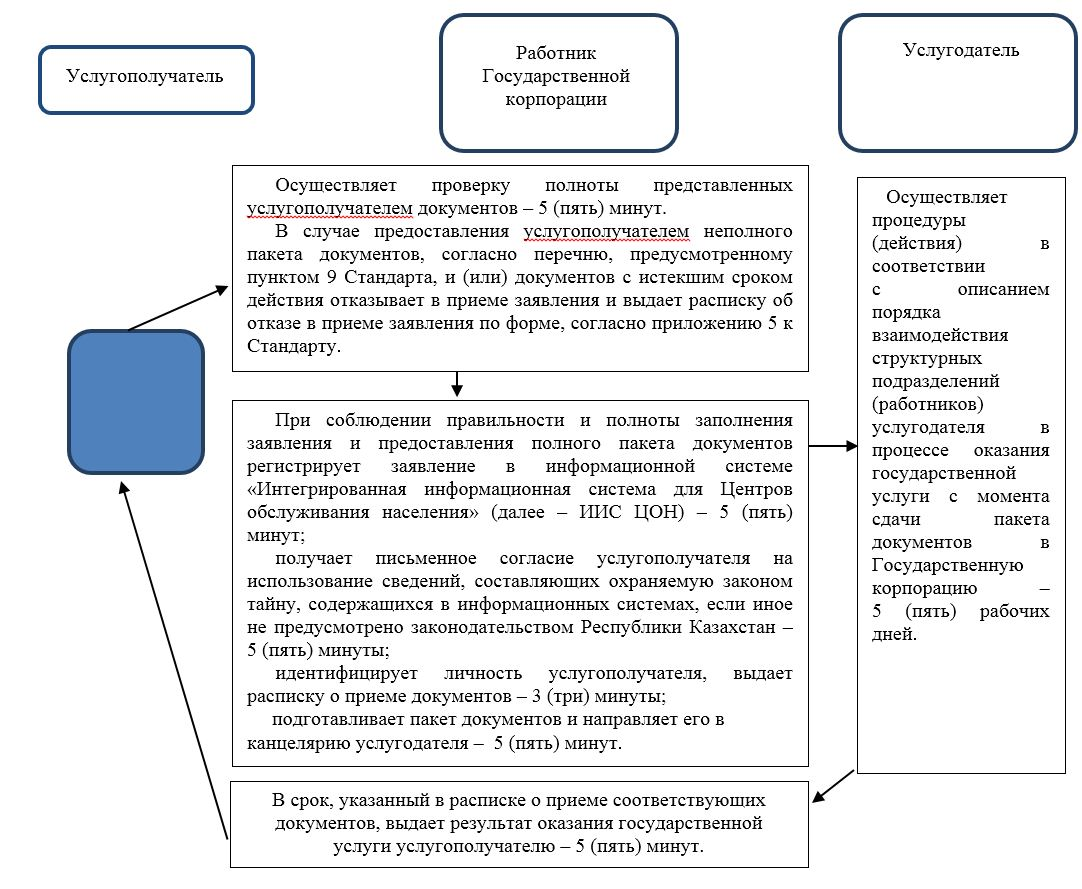 Услугополучатель
Работник
Государственной
корпорации
Услугодатель
Осуществляет проверку полноты представленных
услугополучателем документов – 5 (пять) минут.
В случае предоставления услугополучателем неполного
пакета документов, согласно перечню, предусмотренному
пунктом 9 Стандарта, и (или) документов с истекшим сроком
действия отказывает в приеме заявления и выдает расписку об
отказе в приеме заявления по форме, согласно приложению 5 к
Стандарту.
При соблюдении правильности и полноты заполнения
заявления и предоставления полного пакета документов
регистрирует заявление в информационной системе
«Интегрированная информационная система для Центров
обслуживания населения» (далее – ИИС ЦОН) – 5 (пять)
минут;
получает письменное согласие услугополучателя на
использование сведений, составляющих охраняемую законом
тайну, содержащихся в информационных системах, если иное
не предусмотрено законодательством Республики Казахстан –
5 (пять) минуты;
идентифицирует личность услугополучателя, выдает
расписку о приеме документов – 3 (три) минуты;
подготавливает пакет документов и направляет его в
канцелярию услугодателя – 5 (пять) минут.
Осуществляет
процедуры
(действия) в
соответствии
с описанием
порядка
взаимодействия
структурных
подразделений
(работников)
услугодателя в
процессе оказания
государственной
услуги с момента
сдачи пакета
документов в
Государственную
корпорацию –
5 (пять) рабочих
дней.
В срок, указанный в расписке о приеме соответствующих
документов, выдает результат оказания государственной
услуги услугополучателю – 5 (пять) минут.